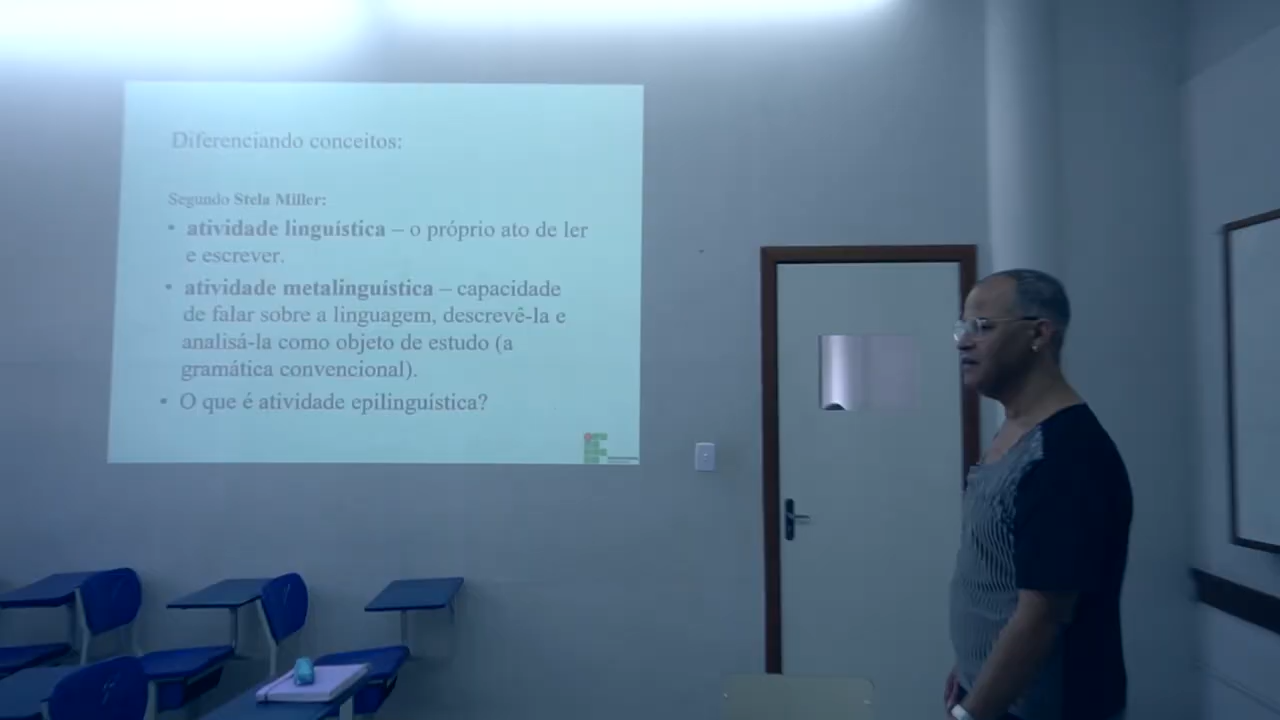 Diferenciando conceitos:
Segundo Stela Miller:
• atividade linguística – o próprio ato de ler
e escrever.
• atividade metalinguística – capacidade
de falar sobre a linguagem, descrevê-la e
analisá-la como objeto de estudo (a
gramática convencional).
• O que é atividade epilinguística?